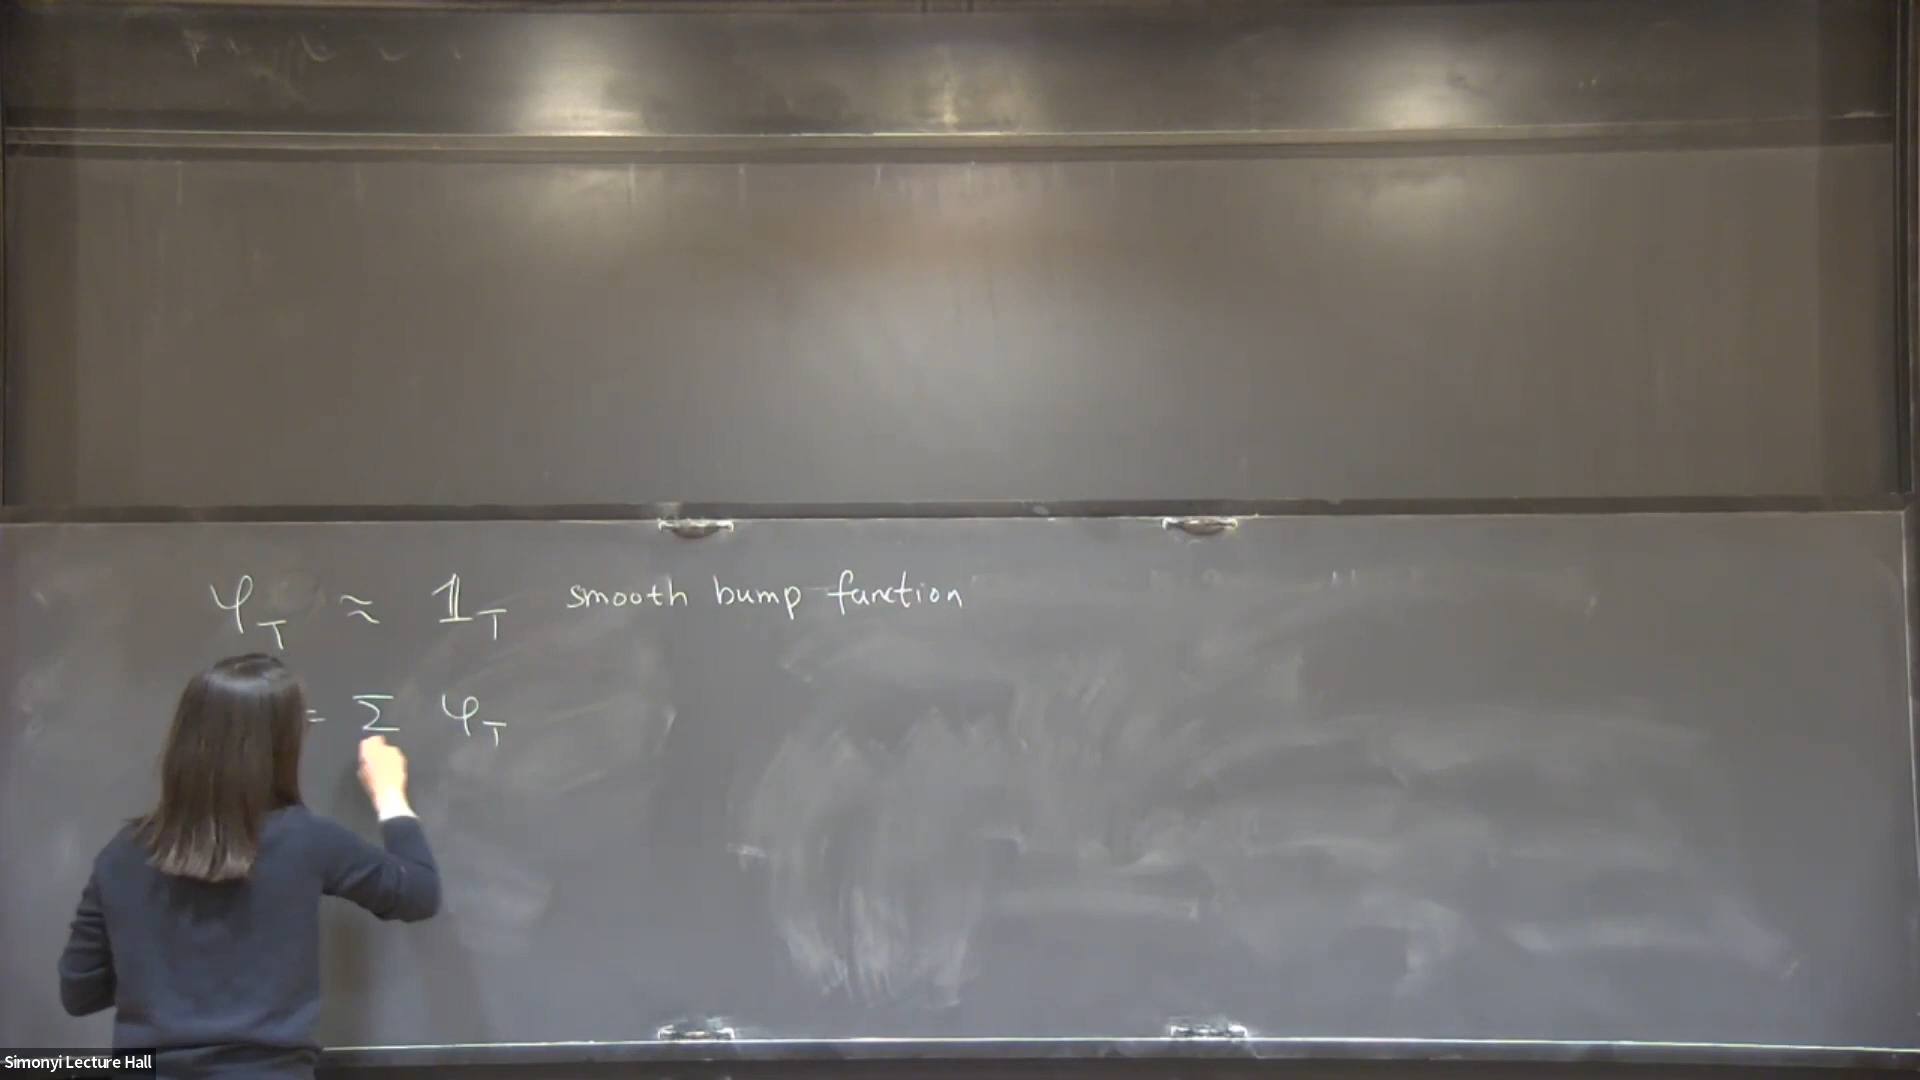 φ_T ≈ 𝟙_T smooth bump function
= Σ φ_T
Simonyi Lecture Hall